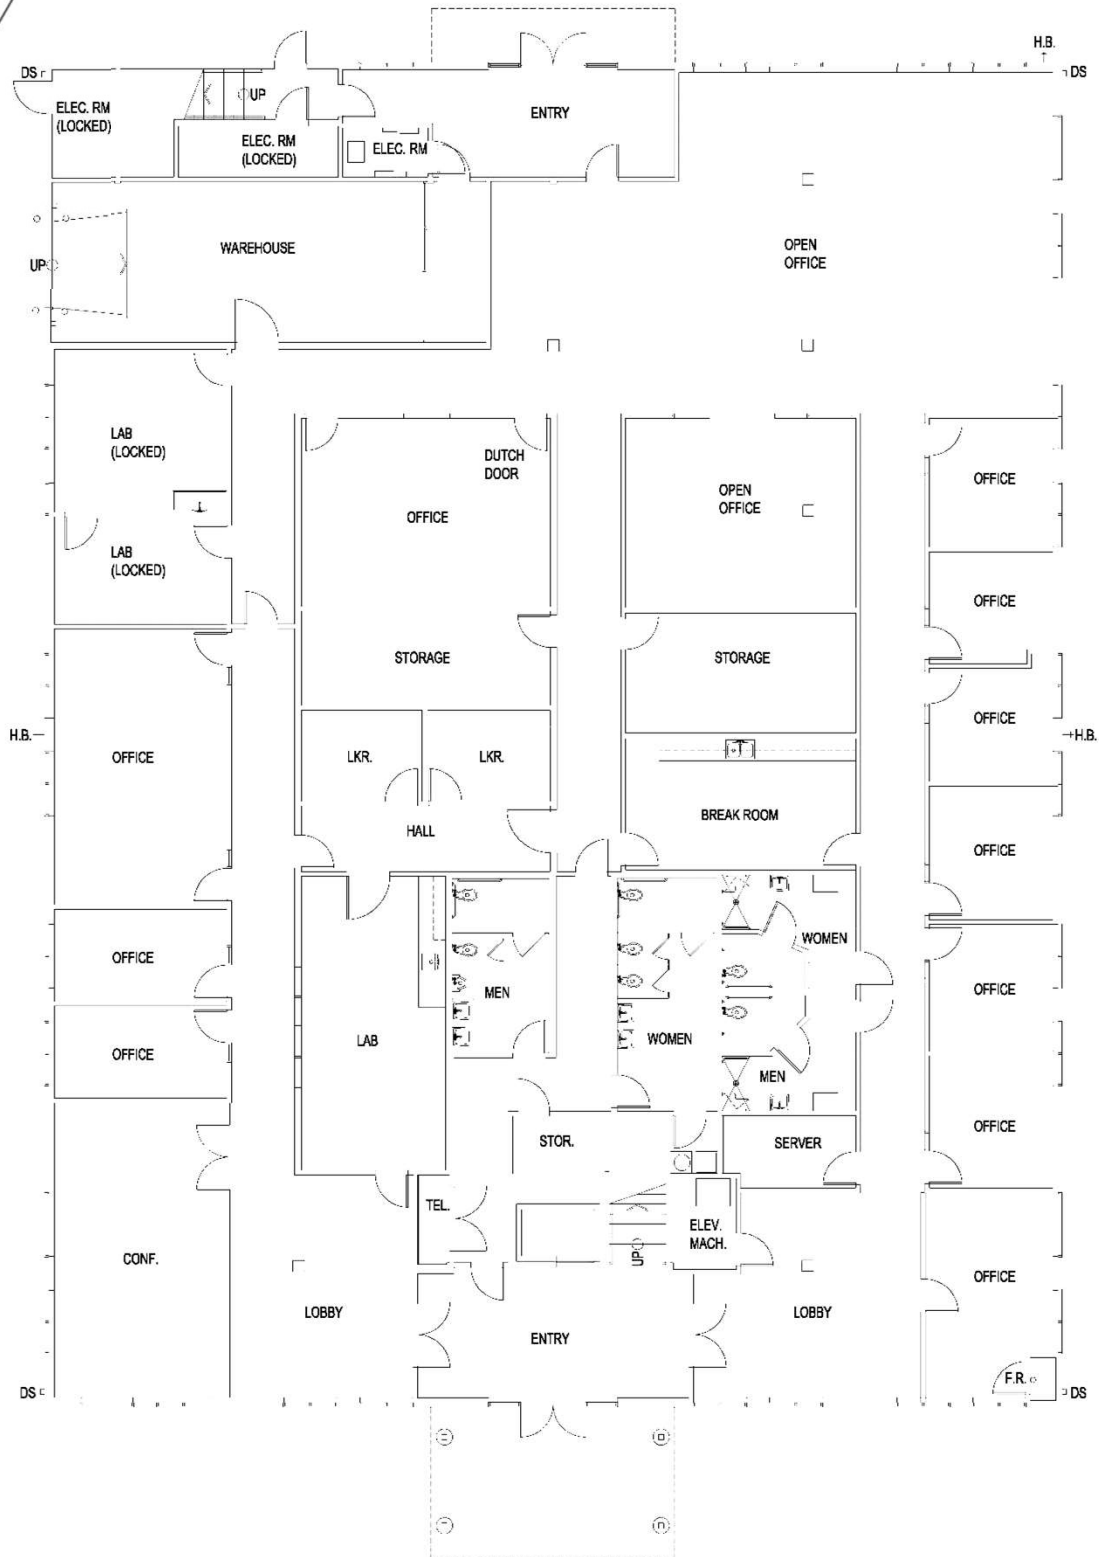 H.B.
DS
DS
ELEC. RM
(LOCKED)
UP
ENTRY
ELEC. RM
(LOCKED)
ELEC. RM
WAREHOUSE
OPEN
OFFICE
UP
LAB
(LOCKED)
DUTCH
DOOR
OFFICE
OPEN
OFFICE
OFFICE
LAB
(LOCKED)
OFFICE
STORAGE
STORAGE
OFFICE
H.B.
H.B.
OFFICE
LKR.
LKR.
HALL
BREAK ROOM
OFFICE
WOMEN
OFFICE
MEN
OFFICE
LAB
WOMEN
OFFICE
MEN
OFFICE
STOR.
SERVER
TEL.
ELEV.
MACH.
UP
CONF.
OFFICE
LOBBY
ENTRY
LOBBY
F.R.
DS
DS